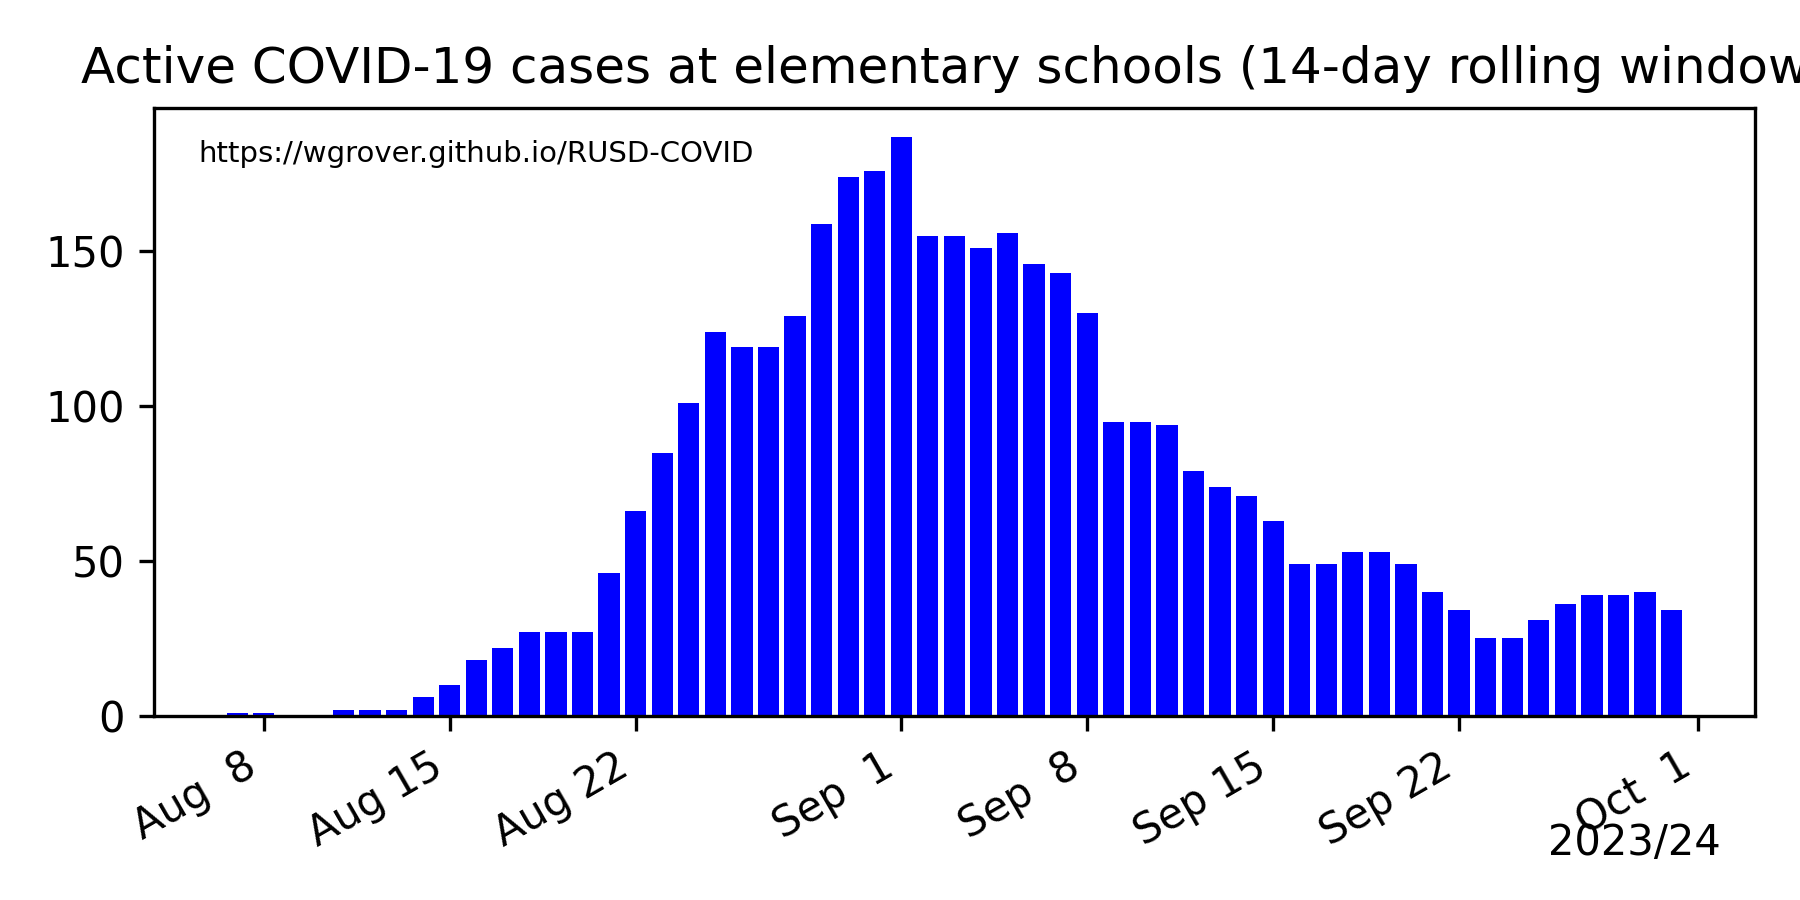 Active COVID-19 cases at elementary schools (14-day rolling window
https://wgrover.github.io/RUSD-COVID
150
100
50
0
Aug 8
Aug 15
Aug 22
Sep 1
Sep 8
Sep 15
Sep 22
Oct 1
2023/24